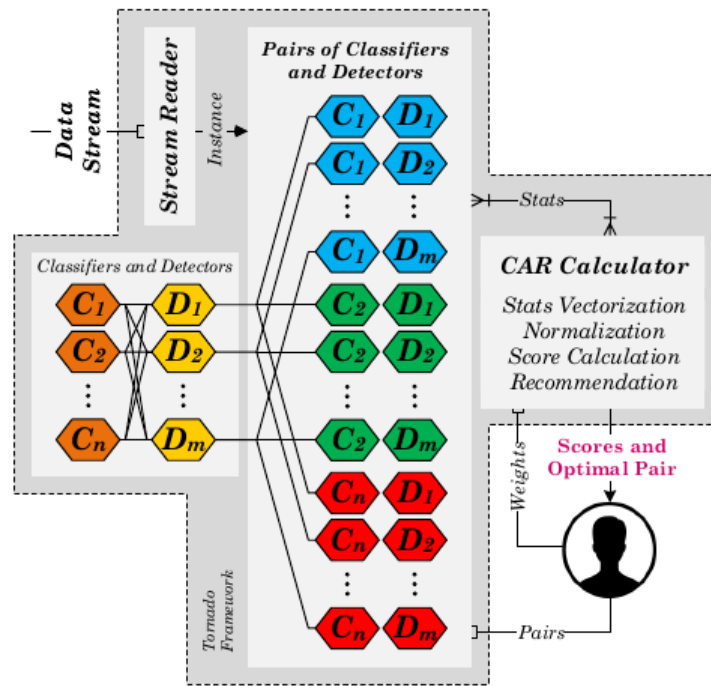 Data
Stream
Stream Reader
Instance
Pairs of Classifiers
and Detectors
C1 D1
C1 D2
C1 Dm
C2 D1
C2 D2
C2 Dm
Cn D1
Cn D2
Cn Dm
Classifiers and Detectors
C1 D1
C2 D2
Cn Dm
Stats
CAR Calculator
Stats Vectorization
Normalization
Score Calculation
Recommendation
Weights
Scores and
Optimal Pair
Pairs
Tornado
Framework